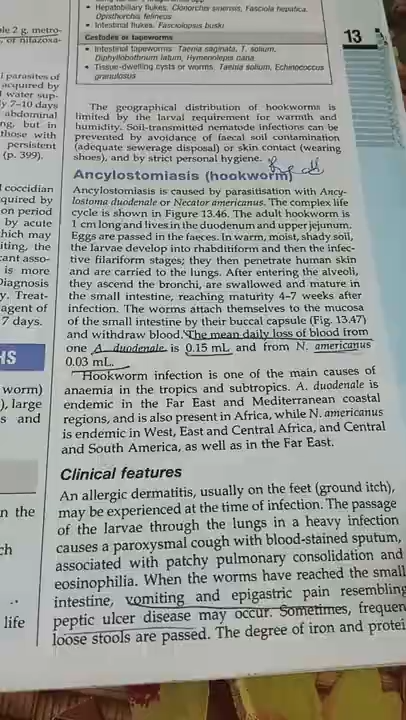 • Hepatobiliary flukes: Clonorchis sinensis, Fasciola hepatica,
Opisthorchis felineus
• Intestinal flukes: Fasciolopsis buski
Cestodes or tapeworms
• Intestinal tapeworms: Taenia saginata, T. solium,
Diphyllobothrium latum, Hymenolepis nana
• Tissue-dwelling cysts or worms: Taenia solium, Echinococcus
granulosus
13
le 2 g, metro-
, or nitazoxa-
l parasites of
acquired by
l water sup-
ly 7–10 days
abdominal
ng, but in
those with
persistent
(p. 399).
l coccidian
quired by
on period
by acute
hich may
iting, the
cant asso-
is more
Diagnosis
y. Treat-
agent of
7 days.
HS
worm)
), large
s and
n the
ch
life
The geographical distribution of hookworms is
limited by the larval requirement for warmth and
humidity. Soil-transmitted nematode infections can be
prevented by avoidance of faecal soil contamination
(adequate sewerage disposal) or skin contact (wearing
shoes), and by strict personal hygiene.
Ancylostomiasis (hookworm)
Ancylostomiasis is caused by parasitisation with Ancy-
lostoma duodenale or Necator americanus. The complex life
cycle is shown in Figure 13.46. The adult hookworm is
1 cm long and lives in the duodenum and upper jejunum.
Eggs are passed in the faeces. In warm, moist, shady soil,
the larvae develop into rhabditiform and then the infec-
tive filariform stages; they then penetrate human skin
and are carried to the lungs. After entering the alveoli,
they ascend the bronchi, are swallowed and mature in
the small intestine, reaching maturity 4–7 weeks after
infection. The worms attach themselves to the mucosa
of the small intestine by their buccal capsule (Fig. 13.47)
and withdraw blood. The mean daily loss of blood from
one A. duodenale is 0.15 mL and from N. americanus
0.03 mL.
Hookworm infection is one of the main causes of
anaemia in the tropics and subtropics. A. duodenale is
endemic in the Far East and Mediterranean coastal
regions, and is also present in Africa, while N. americanus
is endemic in West, East and Central Africa, and Central
and South America, as well as in the Far East.
Clinical features
An allergic dermatitis, usually on the feet (ground itch),
may be experienced at the time of infection. The passage
of the larvae through the lungs in a heavy infection
causes a paroxysmal cough with blood-stained sputum,
associated with patchy pulmonary consolidation and
eosinophilia. When the worms have reached the small
intestine, vomiting and epigastric pain resembling
peptic ulcer disease may occur. Sometimes, frequen
loose stools are passed. The degree of iron and protei